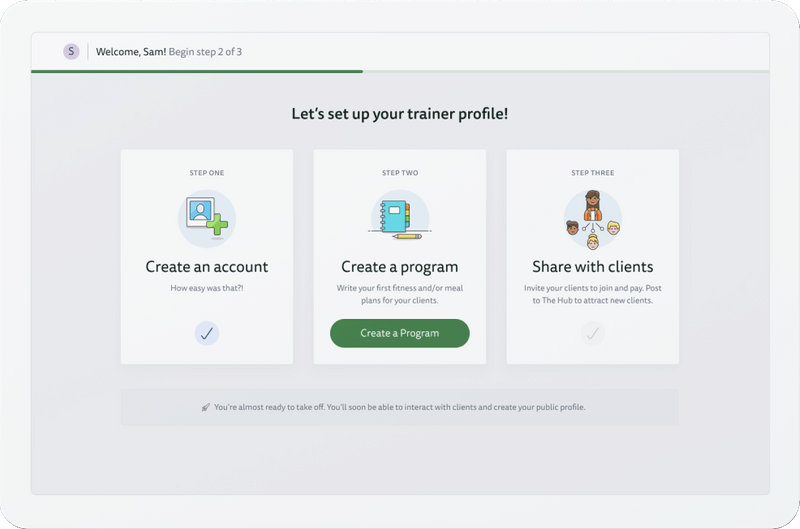 S
Welcome, Sam! Begin step 2 of 3
Let's set up your trainer profile!
STEP ONE
Create an account
How easy was that?!
STEP TWO
Create a program
Write your first fitness and/or meal
plans for your clients.
Create a Program
STEP THREE
Share with clients
Invite your clients to join and pay. Post
to The Hub to attract new clients.
You're almost ready to take off. You'll soon be able to interact with clients and create your public profile.